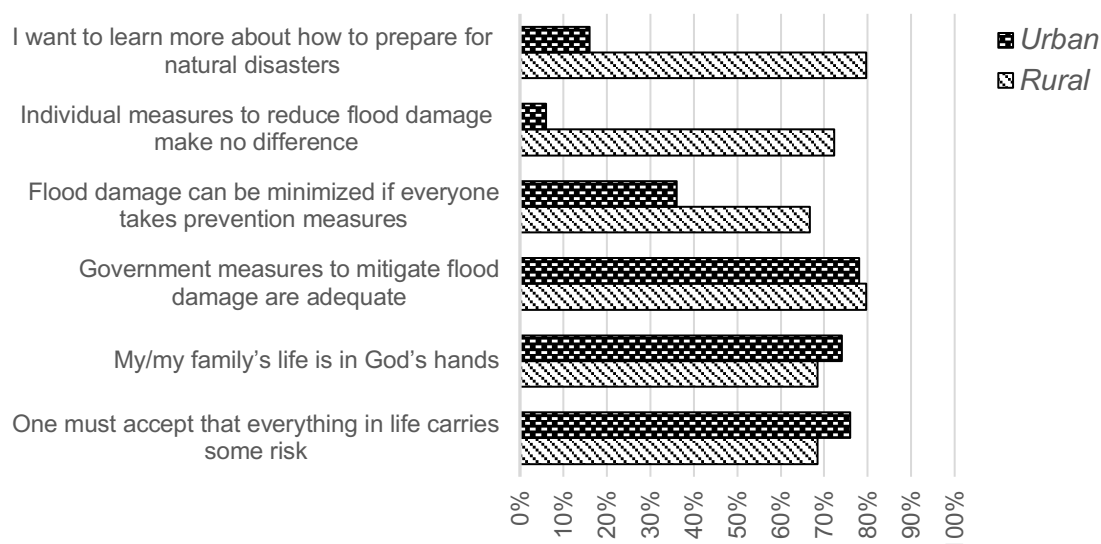 I want to learn more about how to prepare for
natural disasters
Individual measures to reduce flood damage
make no difference
Flood damage can be minimized if everyone
takes prevention measures
Government measures to mitigate flood
damage are adequate
My/my family’s life is in God’s hands
One must accept that everything in life carries
some risk
Urban
Rural
0%
10%
20%
30%
40%
50%
60%
70%
80%
90%
100%